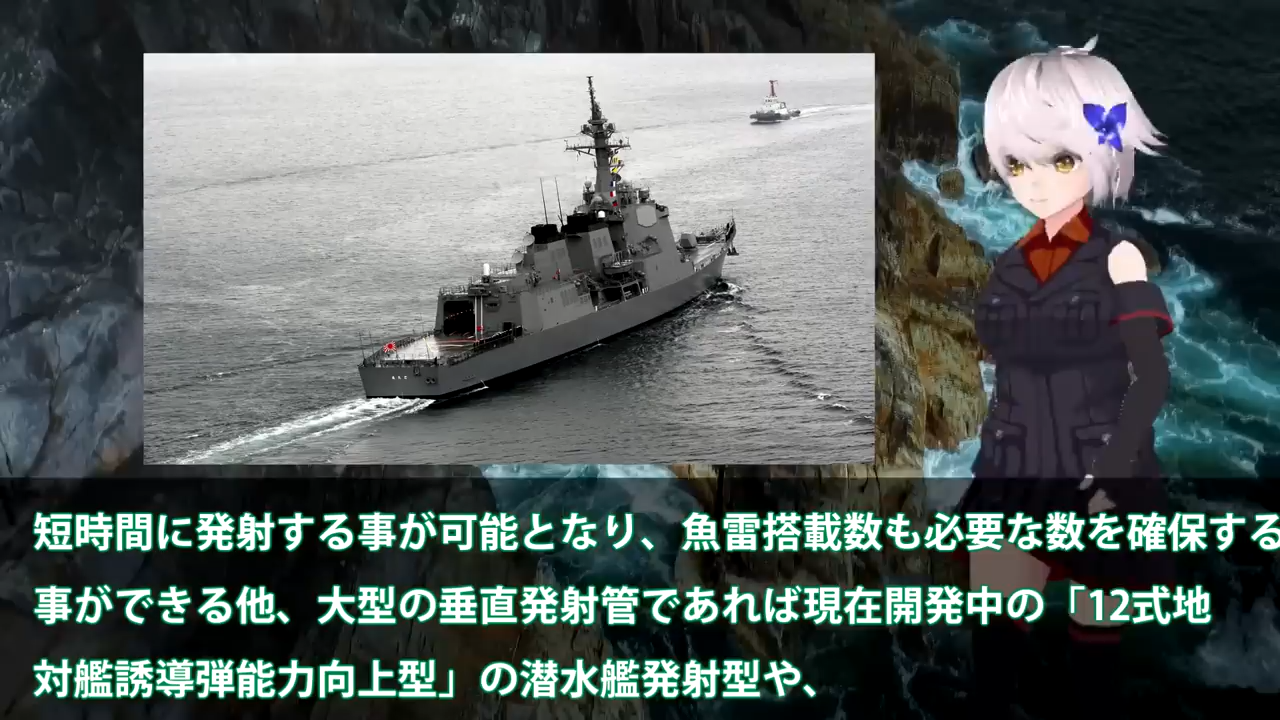 短時間に発射する事が可能となり、魚雷搭載数も必要な数を確保する
事ができる他、大型の垂直発射管であれば現在開発中の「12式地
対艦誘導弾能力向上型」の潜水艦発射型や、